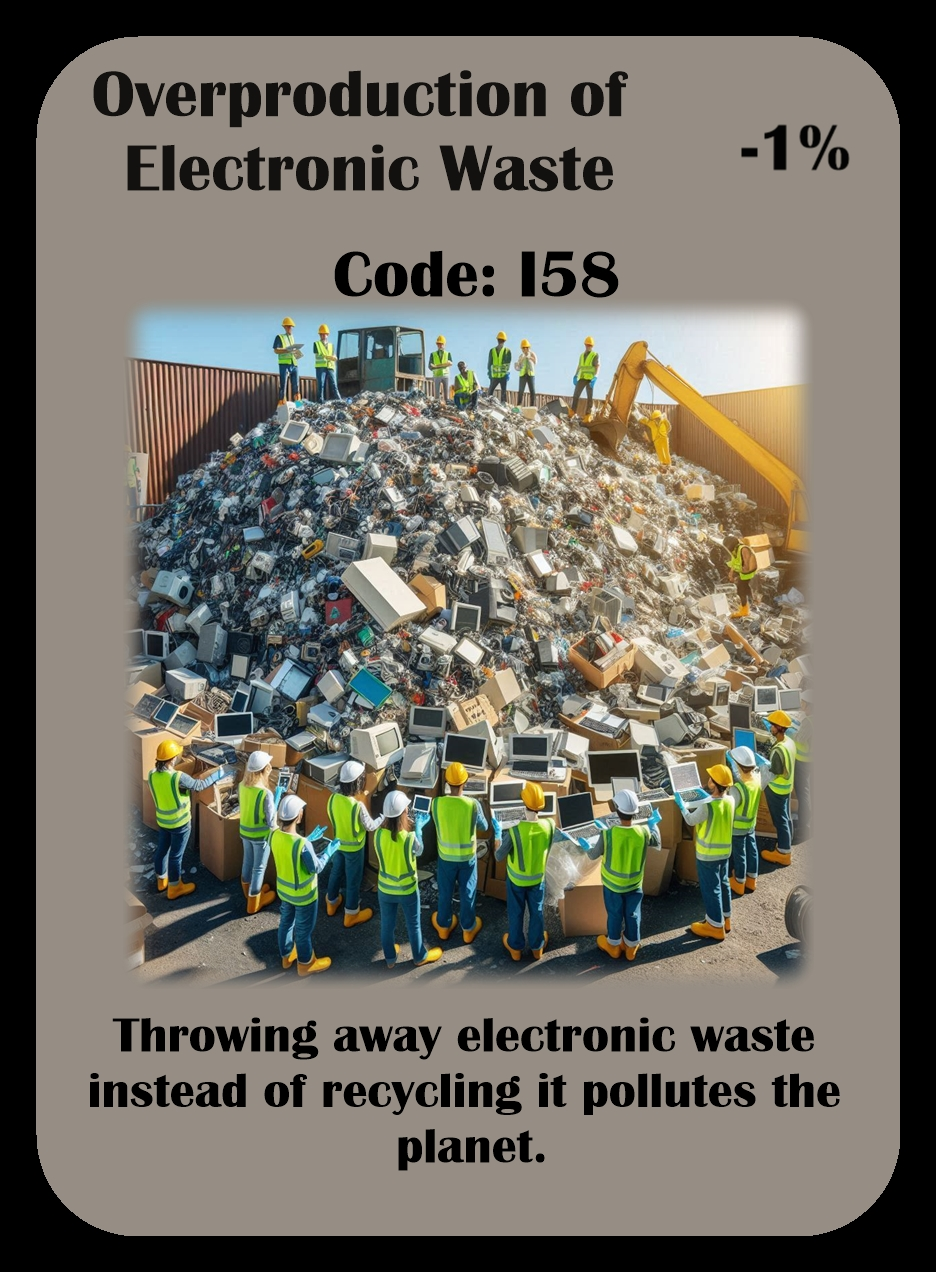 Overproduction of
Electronic Waste
-1%
Code: I58
Throwing away electronic waste
instead of recycling it pollutes the
planet.